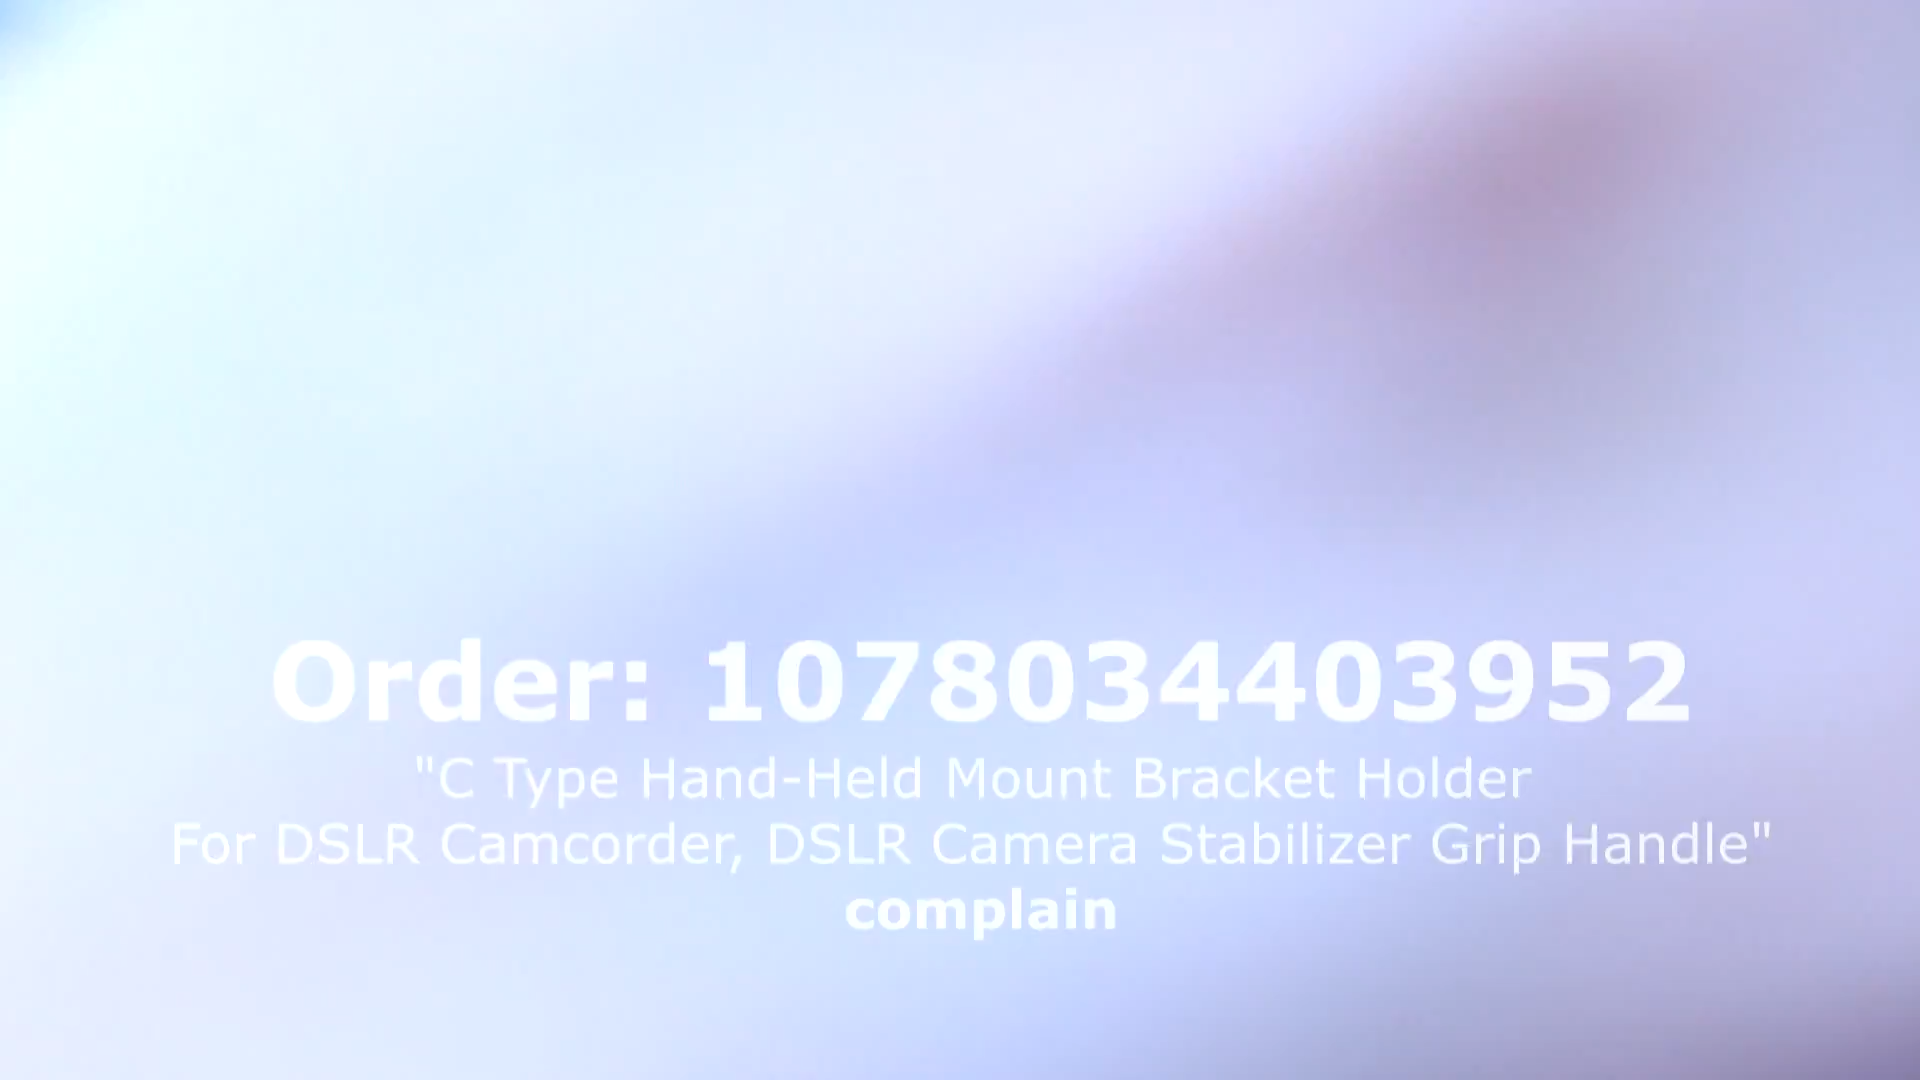 Order: 1078034403952
"C Type Hand-Held Mount Bracket Holder
For DSLR Camcorder, DSLR Camera Stabilizer Grip Handle"
complain